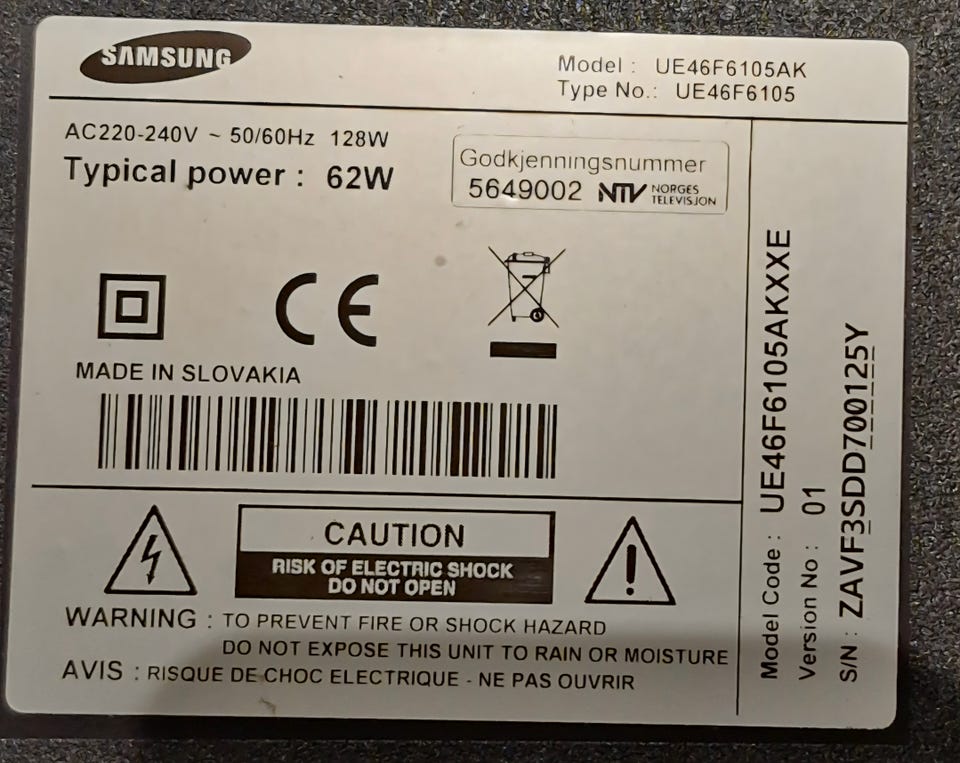 SAMSUNG
Model : UE46F6105AK
Type No.: UE46F6105
AC220-240V ~ 50/60Hz 128W
Typical power : 62W
Godkjenningsnummer
5649002 NTV NORGES TELEVISJON
CE
MADE IN SLOVAKIA
CAUTION
RISK OF ELECTRIC SHOCK
DO NOT OPEN
WARNING : TO PREVENT FIRE OR SHOCK HAZARD
DO NOT EXPOSE THIS UNIT TO RAIN OR MOISTURE
AVIS : RISQUE DE CHOC ELECTRIQUE - NE PAS OUVRIR
Model Code : UE46F6105AKXXE
Version No : 01
S/N : ZAVF3SDD700125Y